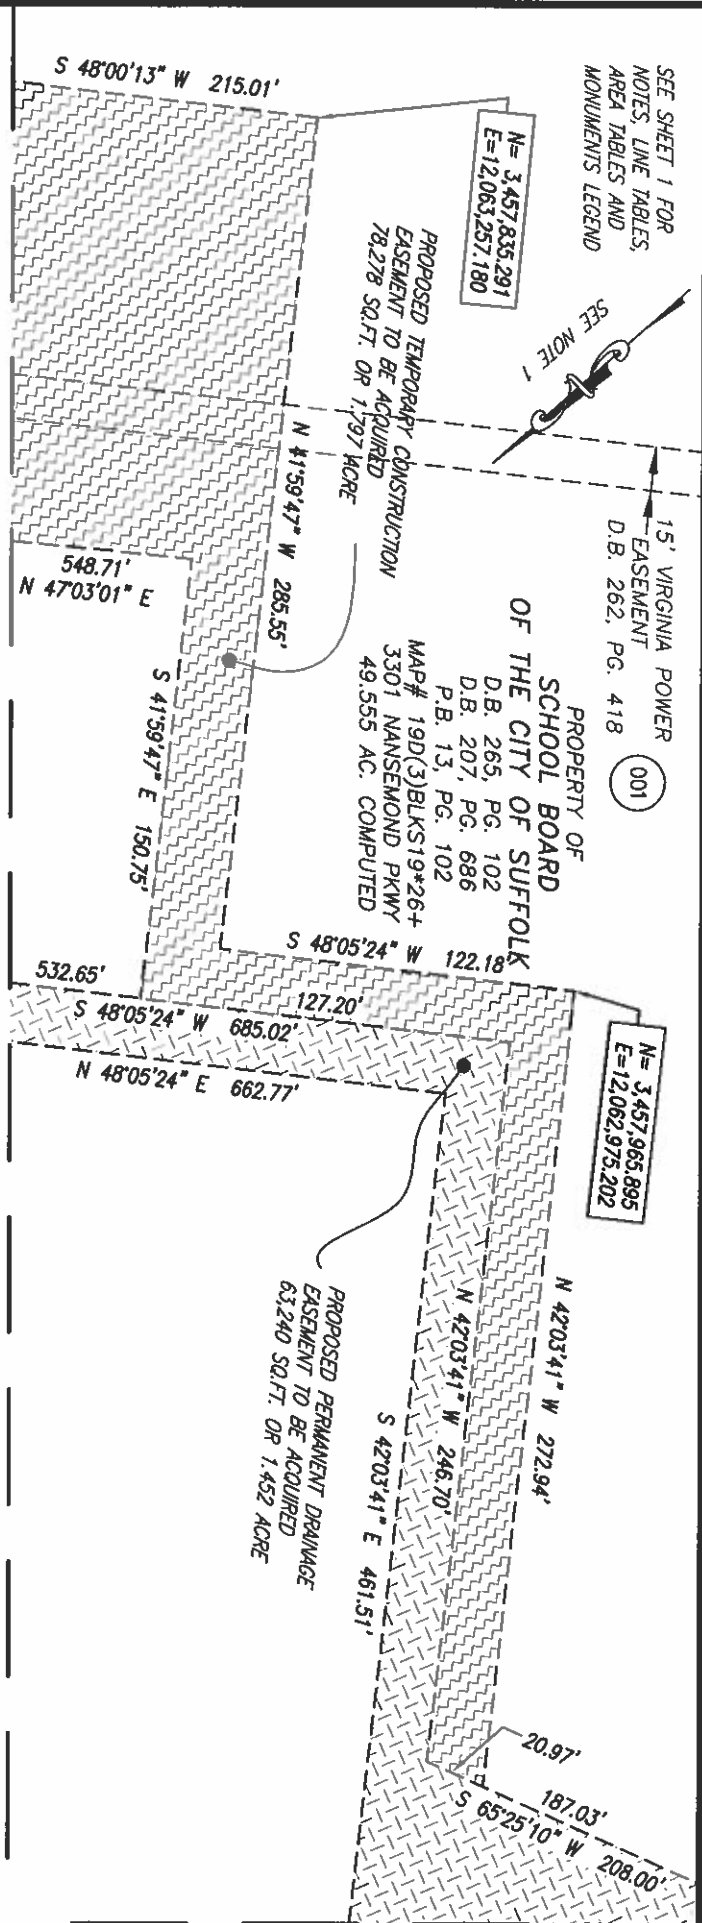 SEE SHEET 1 FOR
NOTES, LINE TABLES,
AREA TABLES AND
MONUMENTS LEGEND
S 48°00'13" W 215.01'
N= 3,457,835.291
E=12,063,257.180
SEE NOTE 1
15' VIRGINIA POWER
EASEMENT
D.B. 262, PG. 418
001
PROPOSED TEMPORARY CONSTRUCTION
EASEMENT TO BE ACQUIRED
78,278 SQ.FT. OR 1.797 ACRE
N 41°59'47" W 285.55'
548.71'
N 47°03'01" E
S 41°59'47" E 150.75'
PROPERTY OF
SCHOOL BOARD
OF THE CITY OF SUFFOLK
D.B. 265, PG. 102
D.B. 207, PG. 686
P.B. 13, PG. 102
MAP# 19D(3)BLKS19*26+
3301 NANSEMOND PKWY
49.555 AC. COMPUTED
S 48°05'24" W 122.18'
127.20'
532.65'
S 48°05'24" W 685.02'
N 48°05'24" E 662.77'
N= 3,457,965.895
E=12,062,975.202
N 42°03'41" W 272.94'
N 42°03'41" W 246.70'
S 42°03'41" E 461.51'
PROPOSED PERMANENT DRAINAGE
EASEMENT TO BE ACQUIRED
63,240 SQ.FT. OR 1.452 ACRE
20.97'
187.03'
S 65°25'10" W 208.00'